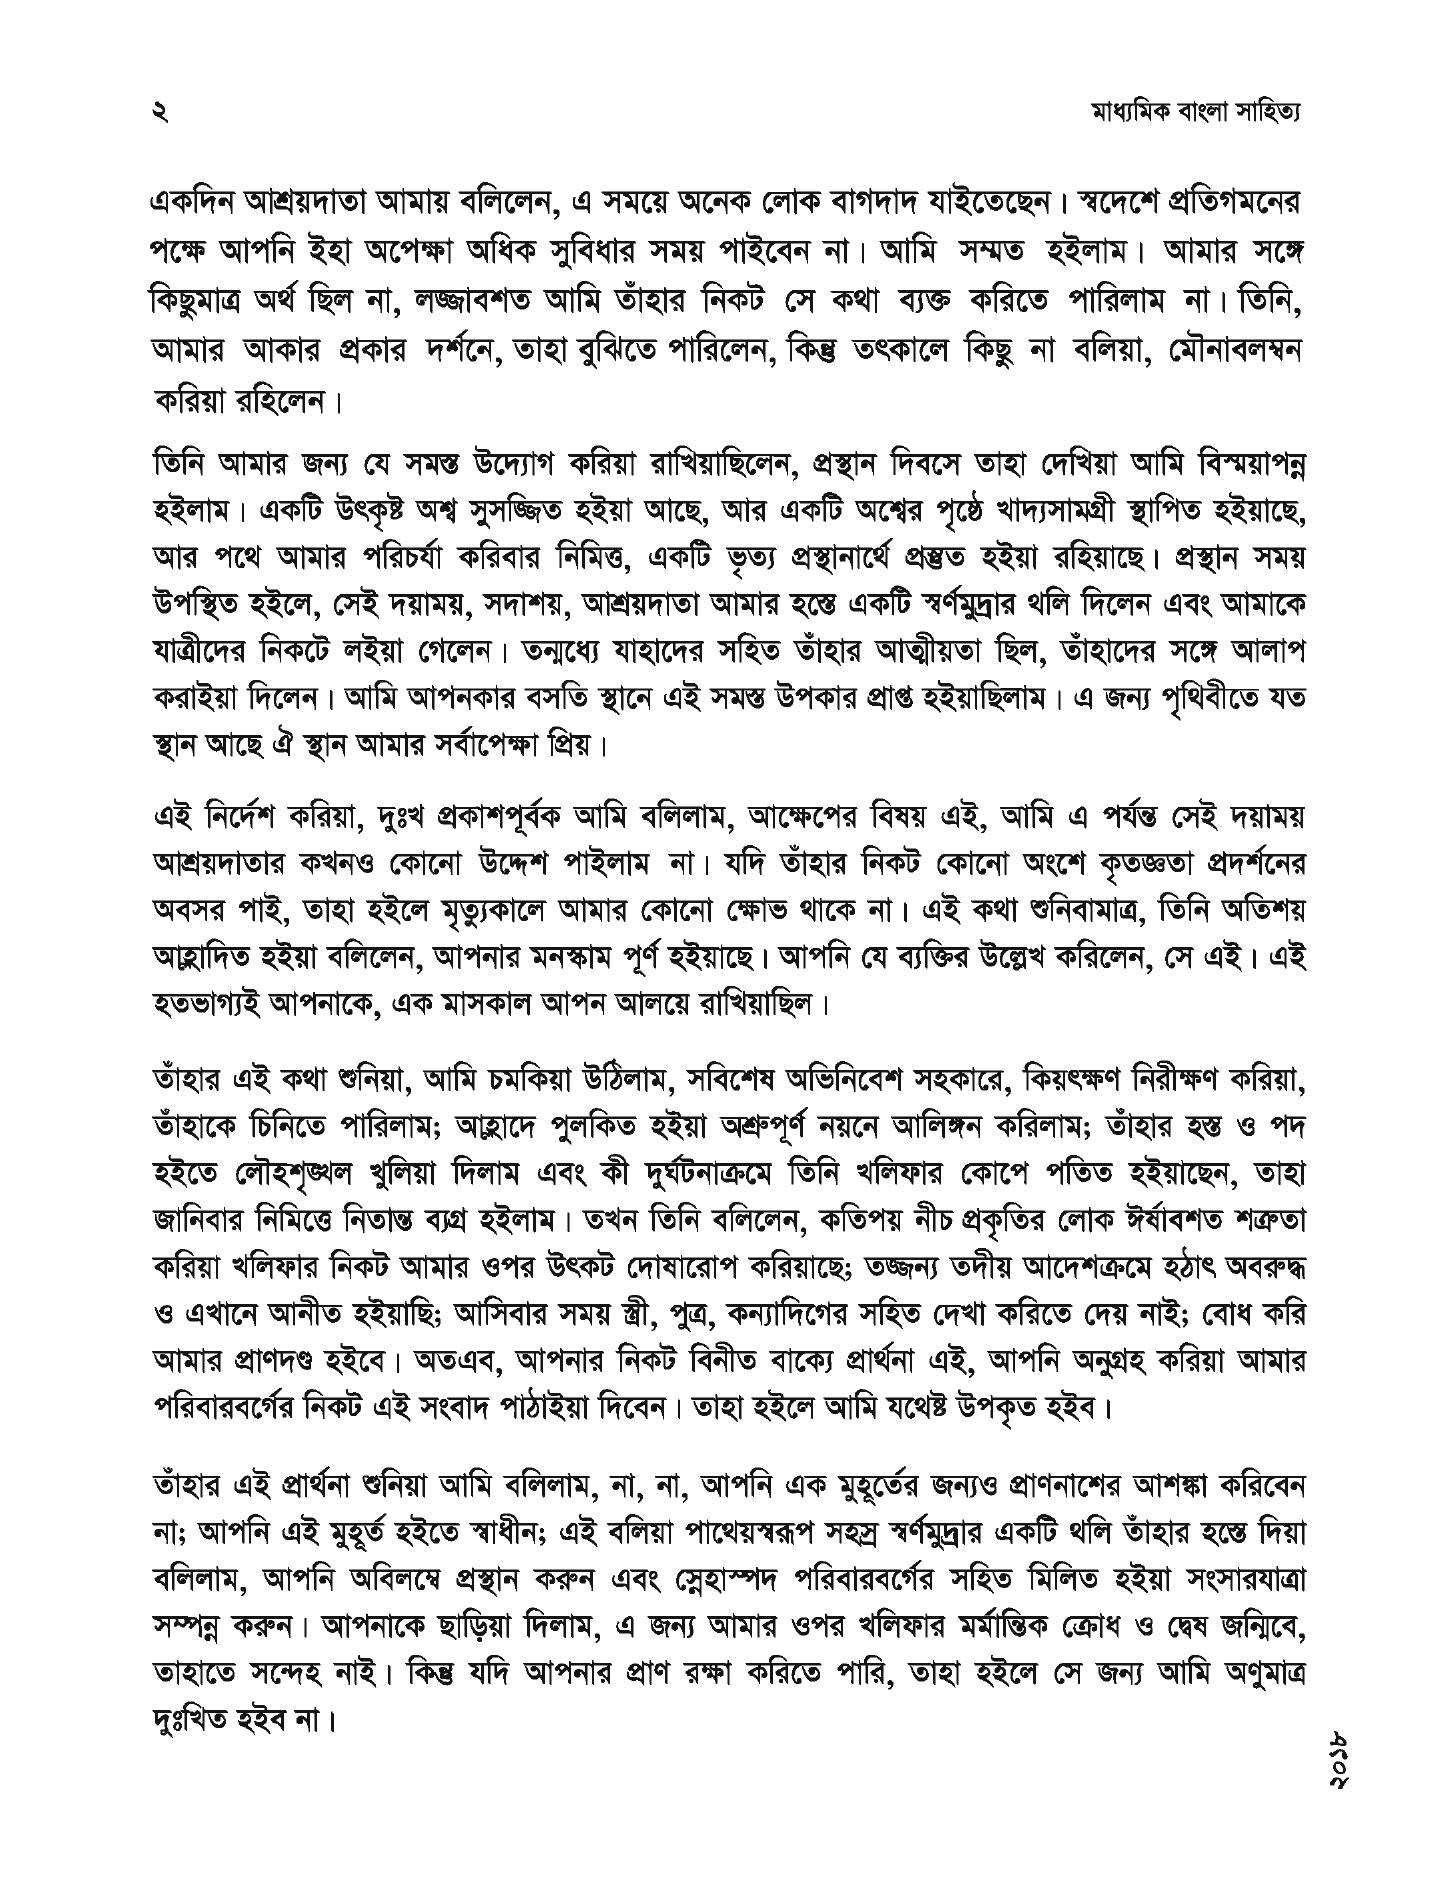 ২
মাধ্যমিক বাংলা সাহিত্য
একদিন আশ্রয়দাতা আমায় বলিলেন, এ সময়ে অনেক লোক বাগদাদ যাইতেছেন। স্বদেশে প্রতিগমনের
পক্ষে আপনি ইহা অপেক্ষা অধিক সুবিধার সময় পাইবেন না। আমি সম্মত হইলাম। আমার সঙ্গে
কিছুমাত্র অর্থ ছিল না, লজ্জাবশত আমি তাঁহার নিকট সে কথা ব্যক্ত করিতে পারিলাম না। তিনি,
আমার আকার প্রকার দর্শনে, তাহা বুঝিতে পারিলেন, কিন্তু তৎকালে কিছু না বলিয়া, মৌনাবলম্বন
করিয়া রহিলেন।
তিনি আমার জন্য যে সমস্ত উদ্যোগ করিয়া রাখিয়াছিলেন, প্রস্থান দিবসে তাহা দেখিয়া আমি বিস্ময়াপন্ন
হইলাম। একটি উৎকৃষ্ট অশ্ব সুসজ্জিত হইয়া আছে, আর একটি অশ্বের পৃষ্ঠে খাদ্যসামগ্রী স্থাপিত হইয়াছে,
আর পথে আমার পরিচর্যা করিবার নিমিত্ত, একটি ভৃত্য প্রস্থানার্থে প্রস্তুত হইয়া রহিয়াছে। প্রস্থান সময়
উপস্থিত হইলে, সেই দয়াময়, সদাশয়, আশ্রয়দাতা আমার হস্তে একটি স্বর্ণমুদ্রার থলি দিলেন এবং আমাকে
যাত্রীদের নিকটে লইয়া গেলেন। তন্মধ্যে যাহাদের সহিত তাঁহার আত্মীয়তা ছিল, তাঁহাদের সঙ্গে আলাপ
করাইয়া দিলেন। আমি আপনকার বসতি স্থানে এই সমস্ত উপকার প্রাপ্ত হইয়াছিলাম। এ জন্য পৃথিবীতে যত
স্থান আছে ঐ স্থান আমার সর্বাপেক্ষা প্রিয়।
এই নির্দেশ করিয়া, দুঃখ প্রকাশপূর্বক আমি বলিলাম, আক্ষেপের বিষয় এই, আমি এ পর্যন্ত সেই দয়াময়
আশ্রয়দাতার কখনও কোনো উদ্দেশ পাইলাম না। যদি তাঁহার নিকট কোনো অংশে কৃতজ্ঞতা প্রদর্শনের
অবসর পাই, তাহা হইলে মৃত্যুকালে আমার কোনো ক্ষোভ থাকে না। এই কথা শুনিবামাত্র, তিনি অতিশয়
আহ্লাদিত হইয়া বলিলেন, আপনার মনস্কাম পূর্ণ হইয়াছে। আপনি যে ব্যক্তির উল্লেখ করিলেন, সে এই। এই
হতভাগ্যই আপনাকে, এক মাসকাল আপন আলয়ে রাখিয়াছিল।
তাঁহার এই কথা শুনিয়া, আমি চমকিয়া উঠিলাম, সবিশেষ অভিনিবেশ সহকারে, কিয়ৎক্ষণ নিরীক্ষণ করিয়া,
তাঁহাকে চিনিতে পারিলাম; আহ্লাদে পুলকিত হইয়া অশ্রুপূর্ণ নয়নে আলিঙ্গন করিলাম; তাঁহার হস্ত ও পদ
হইতে লৌহশৃঙ্খল খুলিয়া দিলাম এবং কী দুর্ঘটনাক্রমে তিনি খলিফার কোপে পতিত হইয়াছেন, তাহা
জানিবার নিমিত্তে নিতান্ত ব্যগ্র হইলাম। তখন তিনি বলিলেন, কতিপয় নীচ প্রকৃতির লোক ঈর্ষাবশত শত্রুতা
করিয়া খলিফার নিকট আমার ওপর উৎকট দোষারোপ করিয়াছে; তজ্জন্য তদীয় আদেশক্রমে হঠাৎ অবরুদ্ধ
ও এখানে আনীত হইয়াছি; আসিবার সময় স্ত্রী, পুত্র, কন্যাদিগের সহিত দেখা করিতে দেয় নাই; বোধ করি
আমার প্রাণদণ্ড হইবে। অতএব, আপনার নিকট বিনীত বাক্যে প্রার্থনা এই, আপনি অনুগ্রহ করিয়া আমার
পরিবারবর্গের নিকট এই সংবাদ পাঠাইয়া দিবেন। তাহা হইলে আমি যথেষ্ট উপকৃত হইব।
তাঁহার এই প্রার্থনা শুনিয়া আমি বলিলাম, না, না, আপনি এক মুহূর্তের জন্যও প্রাণনাশের আশঙ্কা করিবেন
না; আপনি এই মুহূর্ত হইতে স্বাধীন; এই বলিয়া পাথেয়স্বরূপ সহস্র স্বর্ণমুদ্রার একটি থলি তাঁহার হস্তে দিয়া
বলিলাম, আপনি অবিলম্বে প্রস্থান করুন এবং স্নেহাস্পদ পরিবারবর্গের সহিত মিলিত হইয়া সংসারযাত্রা
সম্পন্ন করুন। আপনাকে ছাড়িয়া দিলাম, এ জন্য আমার ওপর খলিফার মর্মান্তিক ক্রোধ ও দ্বেষ জন্মিবে,
তাহাতে সন্দেহ নাই। কিন্তু যদি আপনার প্রাণ রক্ষা করিতে পারি, তাহা হইলে সে জন্য আমি অণুমাত্র
দুঃখিত হইব না।
২০১৮